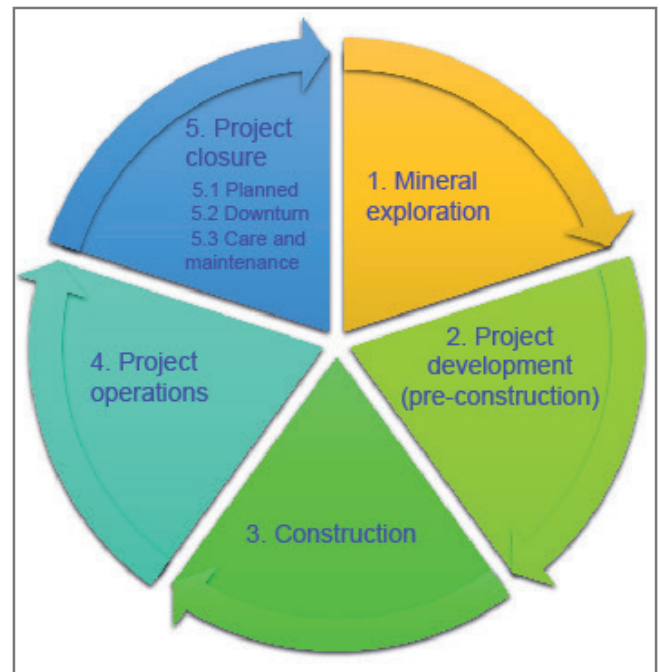 1. Mineral
exploration
2. Project
development
(pre-construction)
3. Construction
4. Project
operations
5. Project
closure
5.1 Planned
5.2 Downturn
5.3 Care and
maintenance